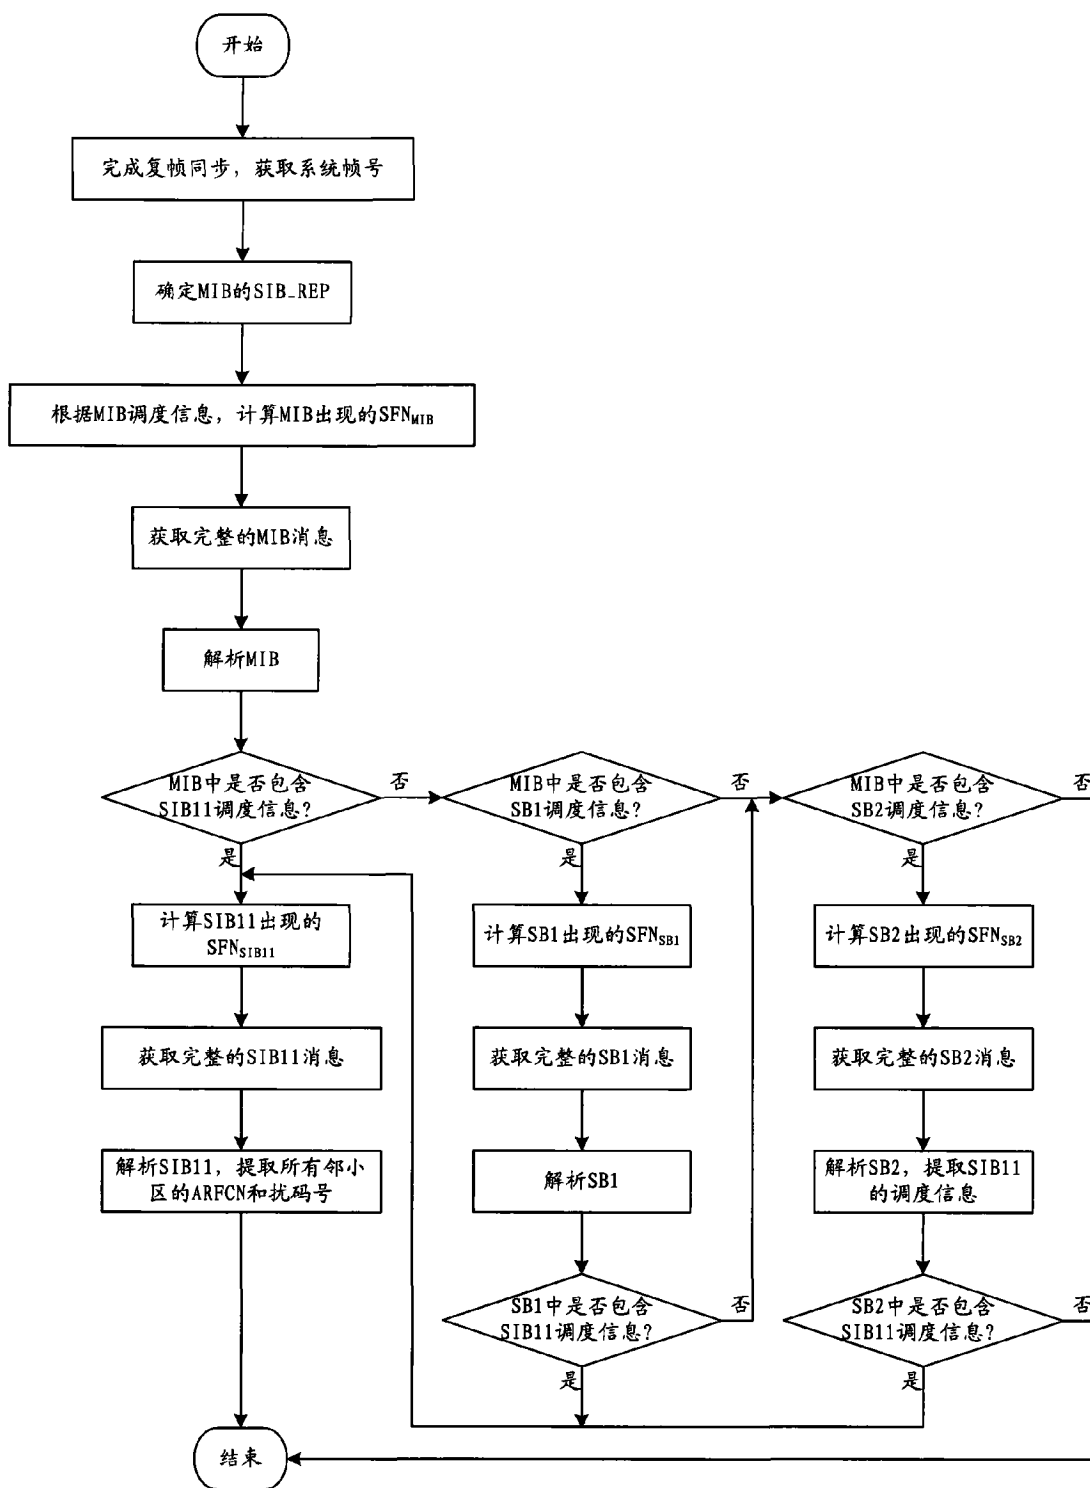 开始
完成复帧同步，获取系统帧号
确定MIB的SIB_REP
根据MIB调度信息，计算MIB出现的SFN_MIB
获取完整的MIB消息
解析MIB
MIB中是否包含
SIB11调度信息?
否
MIB中是否包含
SB1调度信息?
否
MIB中是否包含
SB2调度信息?
否
是
是
是
计算SIB11出现的
SFN_SIB11
计算SB1出现的SFN_SB1
计算SB2出现的SFN_SB2
获取完整的SIB11消息
获取完整的SB1消息
获取完整的SB2消息
解析SIB11，提取所有邻小
区的ARFCN和扰码号
解析SB1
解析SB2，提取SIB11
的调度信息
SB1中是否包含
SIB11调度信息?
否
SB2中是否包含
SIB11调度信息?
否
是
是
结束